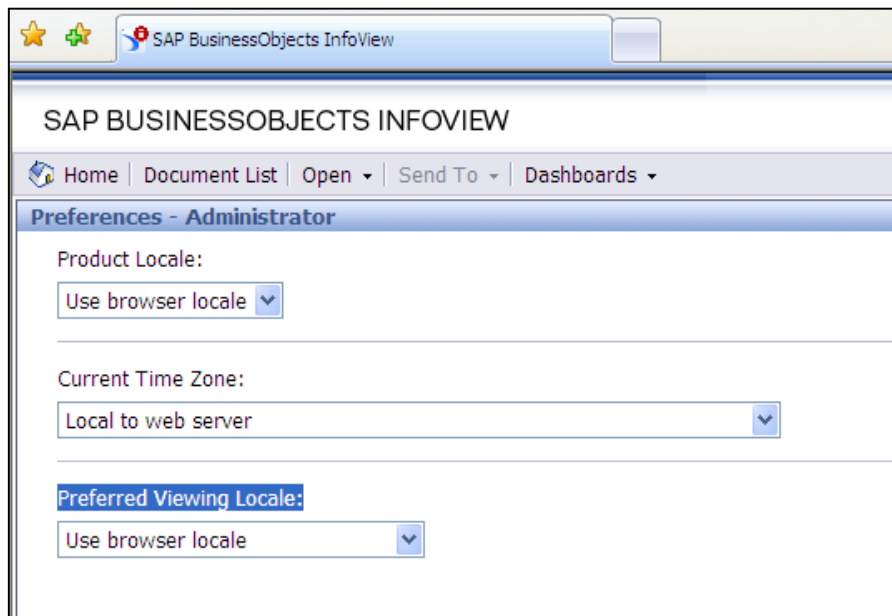 SAP BusinessObjects InfoView
SAP BUSINESSOBJECTS INFOVIEW
Home Document List Open Send To Dashboards
Preferences - Administrator
Product Locale:
Use browser locale
Current Time Zone:
Local to web server
Preferred Viewing Locale:
Use browser locale